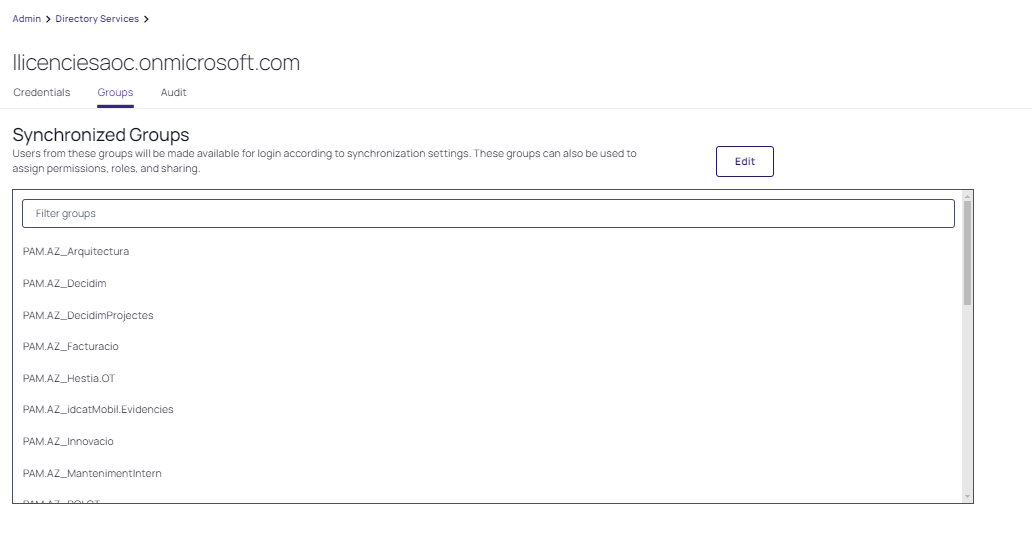 Admin > Directory Services >
llicenciesaoc.onmicrosoft.com
Credentials Groups Audit
Synchronized Groups
Users from these groups will be made available for login according to synchronization settings. These groups can also be used to
assign permissions, roles, and sharing.
Edit
Filter groups
PAM.AZ_Arquitectura
PAM.AZ_Decidim
PAM.AZ_DecidimProjectes
PAM.AZ_Facturacio
PAM.AZ_Hestia.OT
PAM.AZ_idcatMobil.Evidencies
PAM.AZ_Innovacio
PAM.AZ_MantenimentIntern